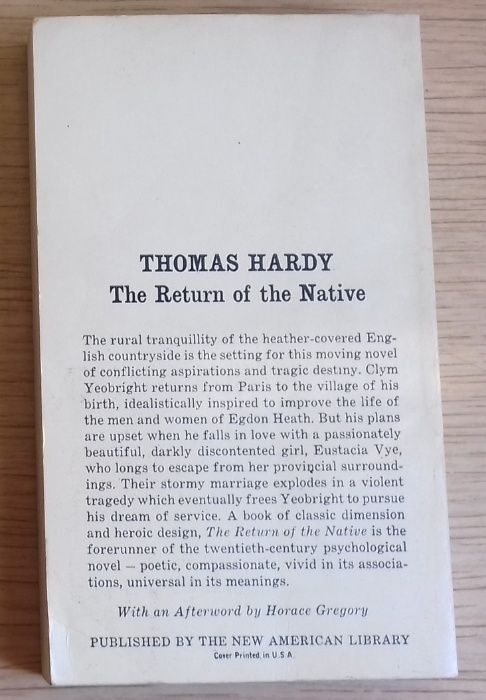 THOMAS HARDY
The Return of the Native
The rural tranquillity of the heather-covered Eng-
lish countryside is the setting for this moving novel
of conflicting aspirations and tragic destiny. Clym
Yeobright returns from Paris to the village of his
birth, idealistically inspired to improve the life of
the men and women of Egdon Heath. But his plans
are upset when he falls in love with a passionately
beautiful, darkly discontented girl, Eustacia Vye,
who longs to escape from her provincial surround-
ings. Their stormy marriage explodes in a violent
tragedy which eventually frees Yeobright to pursue
his dream of service. A book of classic dimension
and heroic design, The Return of the Native is the
forerunner of the twentieth-century psychological
novel — poetic, compassionate, vivid in its associa-
tions, universal in its meanings.
With an Afterword by Horace Gregory
PUBLISHED BY THE NEW AMERICAN LIBRARY
Cover Printed in U.S.A.